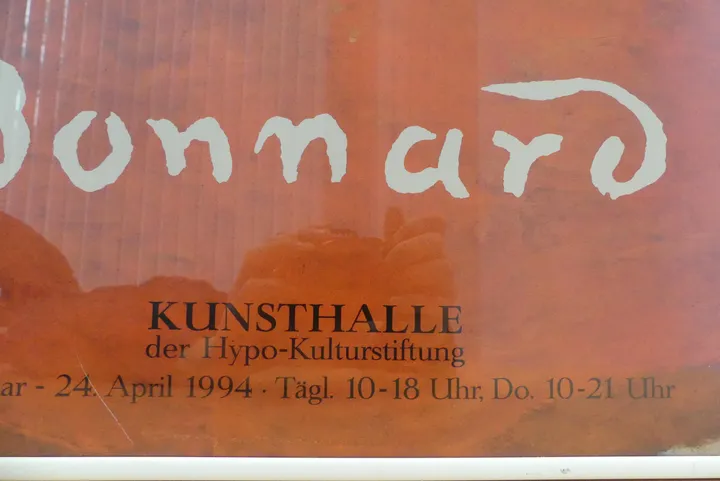 Bonnard
KUNSTHALLE
der Hypo-Kulturstiftung
ar - 24. April 1994 · Tägl. 10-18 Uhr, Do. 10-21 Uhr